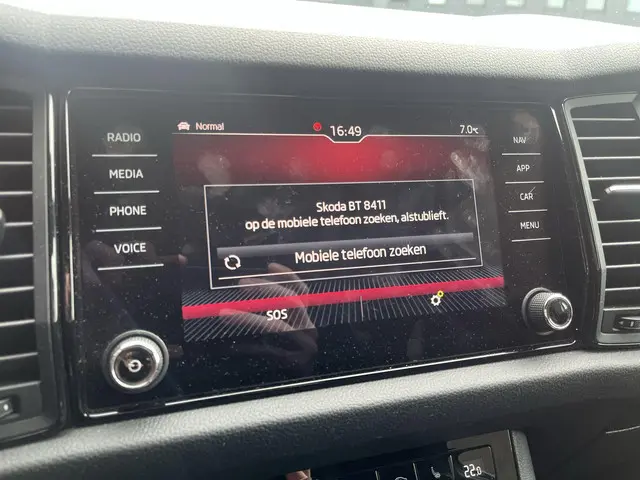 Normal
16:49
7.0°C
RADIO
MEDIA
PHONE
VOICE
NAV
APP
CAR
MENU
Skoda BT 8411
op de mobiele telefoon zoeken, alstublieft.
Mobiele telefoon zoeken
SOS
22.0